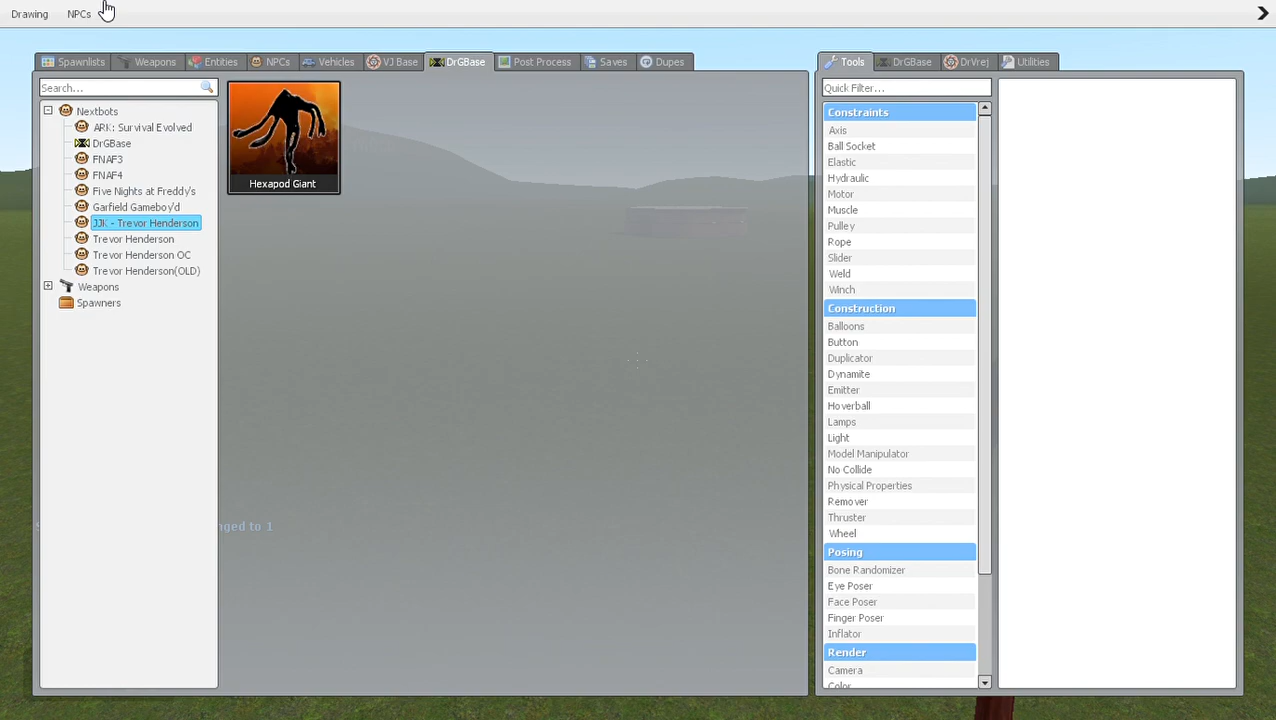 Drawing NPCs
Spawnlists Weapons Entities NPCs Vehicles VJ Base DrGBase Post Process Saves Dupes
Search...
Nextbots
ARK: Survival Evolved
DrGBase
FNAF3
FNAF4
Five Nights at Freddy's
Garfield Gameboy'd
JJK - Trevor Henderson
Trevor Henderson
Trevor Henderson OC
Trevor Henderson(OLD)
Weapons
Spawners
Hexapod Giant
nged to 1
Tools DrGBase DrVrej Utilities
Quick Filter...
Constraints
Axis
Ball Socket
Elastic
Hydraulic
Motor
Muscle
Pulley
Rope
Slider
Weld
Winch
Construction
Balloons
Button
Duplicator
Dynamite
Emitter
Hoverball
Lamps
Light
Model Manipulator
No Collide
Physical Properties
Remover
Thruster
Wheel
Posing
Bone Randomizer
Eye Poser
Face Poser
Finger Poser
Inflator
Render
Camera
Color